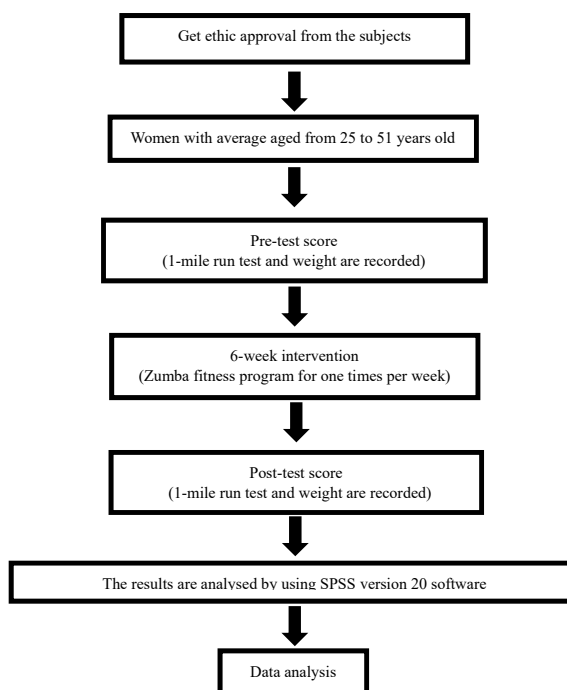 Get ethic approval from the subjects
Women with average aged from 25 to 51 years old
Pre-test score
(1-mile run test and weight are recorded)
6-week intervention
(Zumba fitness program for one times per week)
Post-test score
(1-mile run test and weight are recorded)
The results are analysed by using SPSS version 20 software
Data analysis